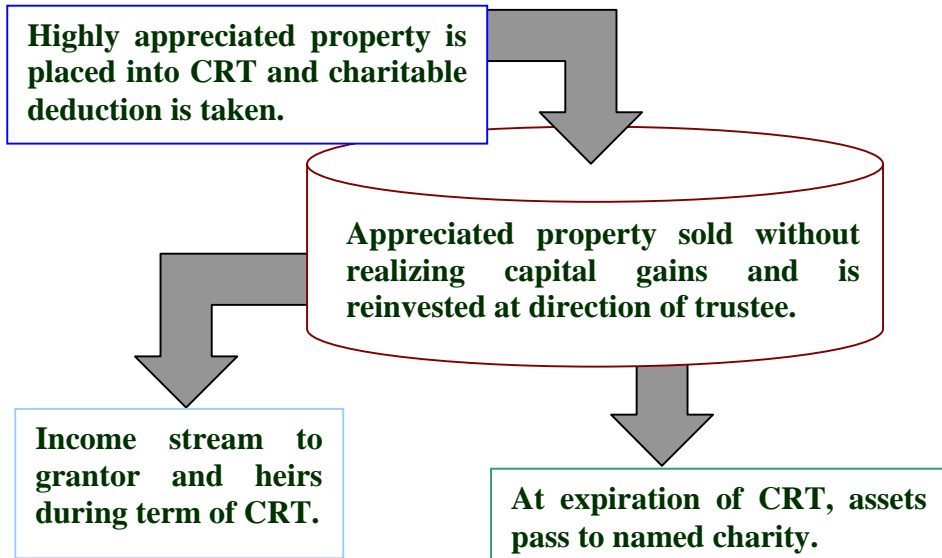 Highly appreciated property is
placed into CRT and charitable
deduction is taken.
Appreciated property sold without
realizing capital gains and is
reinvested at direction of trustee.
Income stream to
grantor and heirs
during term of CRT.
At expiration of CRT, assets
pass to named charity.